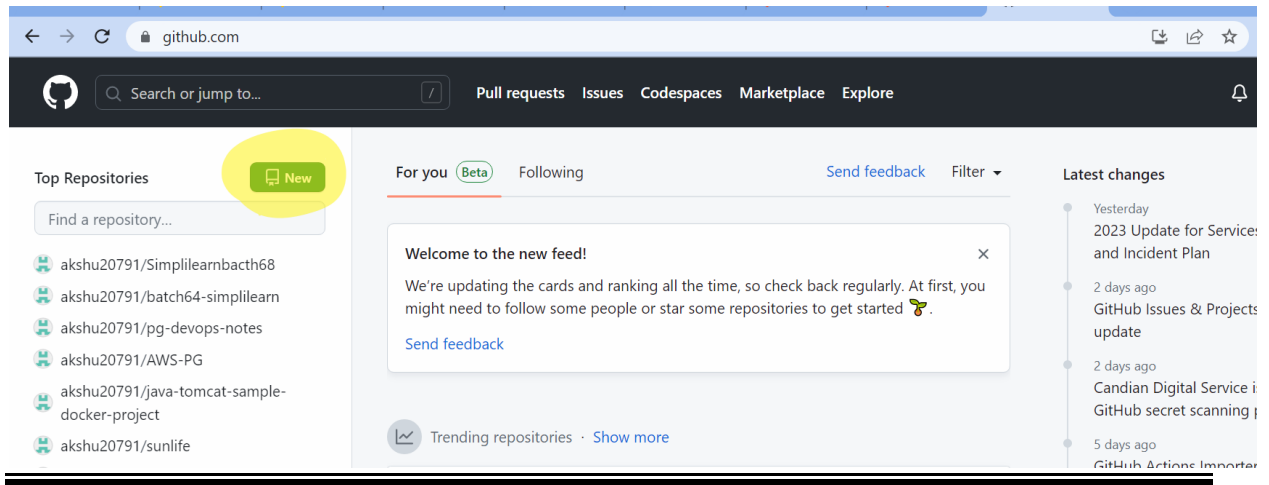 github.com
Search or jump to...
/
Pull requests Issues Codespaces Marketplace Explore
Top Repositories
New
Find a repository...
akshu20791/Simplilearnbacth68
akshu20791/batch64-simplilearn
akshu20791/pg-devops-notes
akshu20791/AWS-PG
akshu20791/java-tomcat-sample-
docker-project
akshu20791/sunlife
For you Beta Following
Send feedback Filter
Welcome to the new feed!
We're updating the cards and ranking all the time, so check back regularly. At first, you
might need to follow some people or star some repositories to get started .
Send feedback
Trending repositories · Show more
Latest changes
Yesterday
2023 Update for Services
and Incident Plan
2 days ago
GitHub Issues & Projects
update
2 days ago
Candian Digital Service
GitHub secret scanning
5 days ago
GitHub Actions Importer